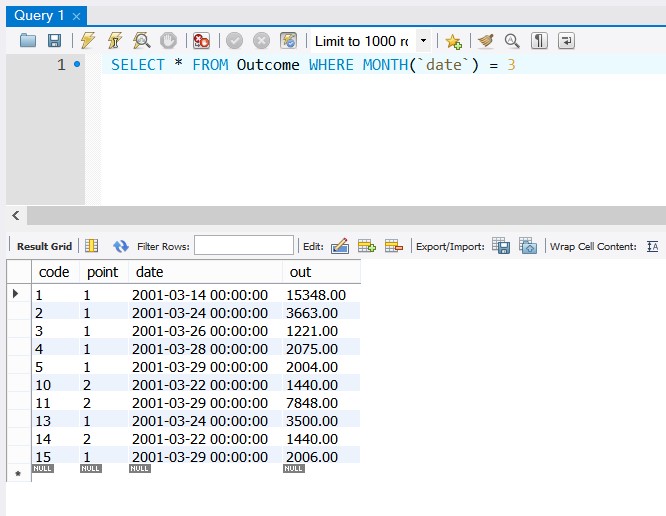 Query 1
Limit to 1000 r
1 SELECT * FROM Outcome WHERE MONTH(`date`) = 3
Result Grid Filter Rows: Edit: Export/Import: Wrap Cell Content: IA
code point date out
1 1 2001-03-14 00:00:00 15348.00
2 1 2001-03-24 00:00:00 3663.00
3 1 2001-03-26 00:00:00 1221.00
4 1 2001-03-28 00:00:00 2075.00
5 1 2001-03-29 00:00:00 2004.00
10 2 2001-03-22 00:00:00 1440.00
11 2 2001-03-29 00:00:00 7848.00
13 1 2001-03-24 00:00:00 3500.00
14 2 2001-03-22 00:00:00 1440.00
15 1 2001-03-29 00:00:00 2006.00
NULL NULL NULL NULL